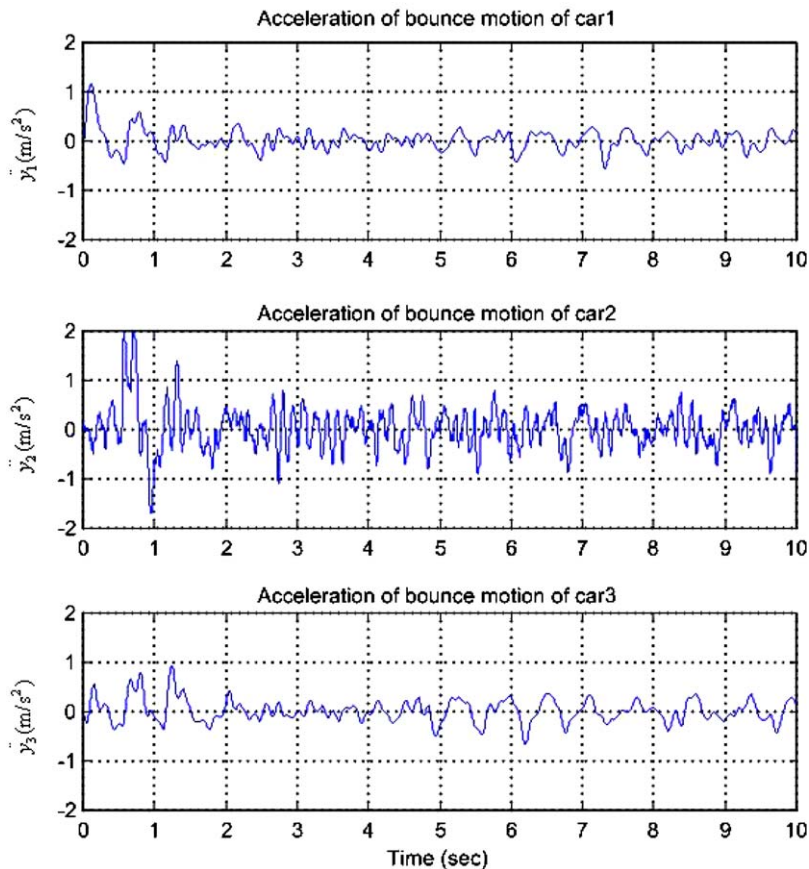 Acceleration of bounce motion of car1
2
1
0
-1
-2
ÿ₁(m/s²)
0 1 2 3 4 5 6 7 8 9 10
Acceleration of bounce motion of car2
2
1
0
-1
-2
ÿ₂(m/s²)
0 1 2 3 4 5 6 7 8 9 10
Acceleration of bounce motion of car3
2
1
0
-1
-2
ÿ₃(m/s²)
0 1 2 3 4 5 6 7 8 9 10
Time (sec)